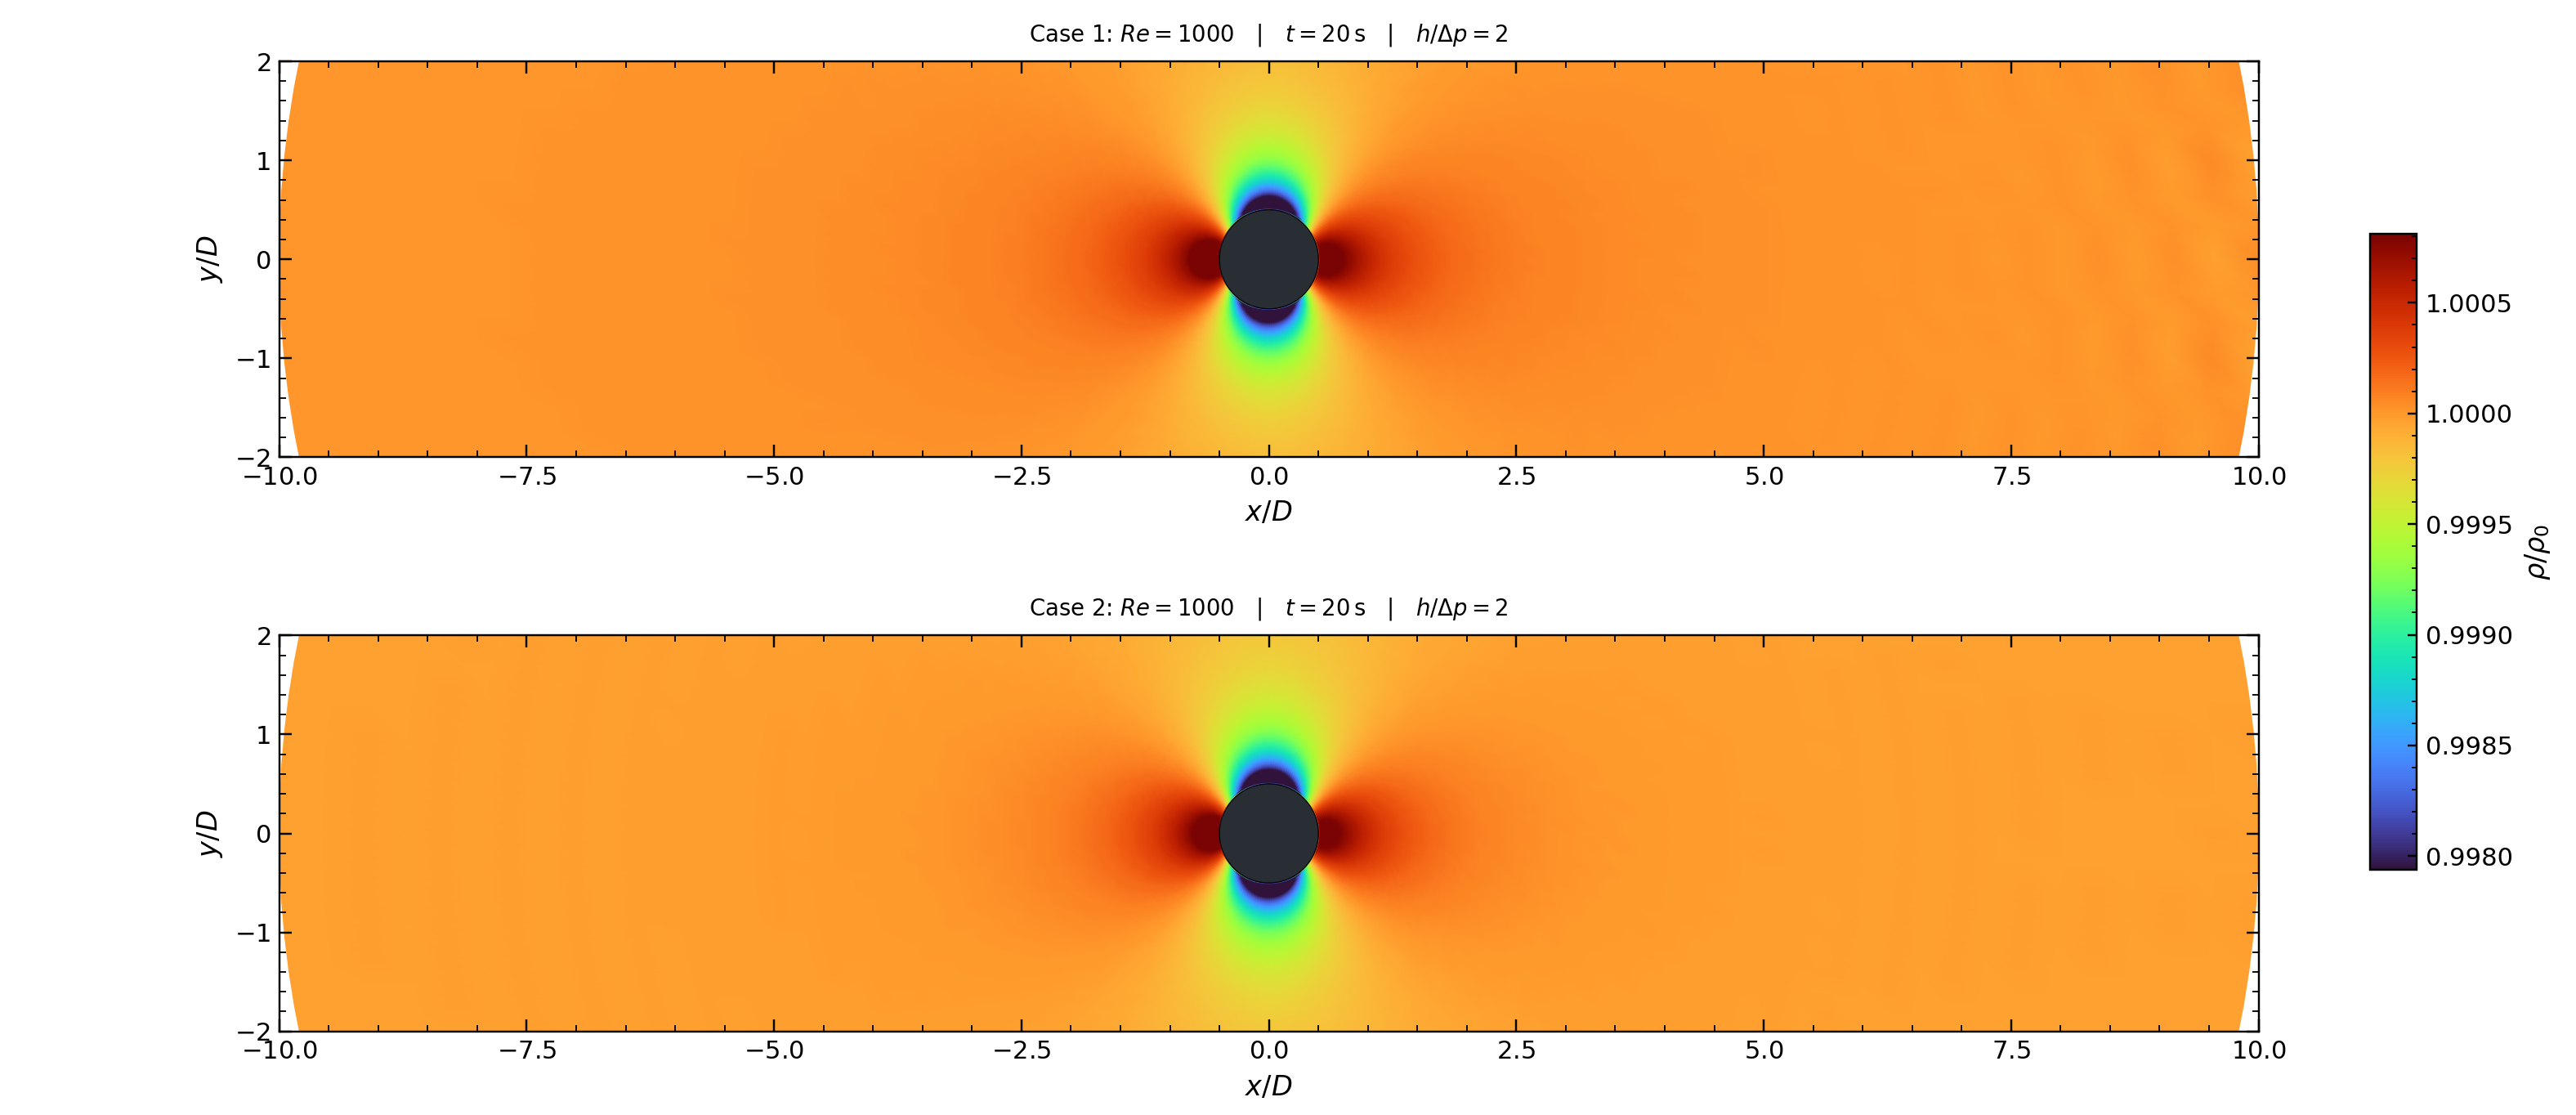 Case 1: Re = 1000 | t = 20 s | h/Δp = 2
2
1
0
−1
−2
y/D
−10.0 −7.5 −5.0 −2.5 0.0 2.5 5.0 7.5 10.0
x/D
Case 2: Re = 1000 | t = 20 s | h/Δp = 2
2
1
0
−1
−2
y/D
−10.0 −7.5 −5.0 −2.5 0.0 2.5 5.0 7.5 10.0
x/D
1.0005
1.0000
0.9995
0.9990
0.9985
0.9980
ρ/ρ₀